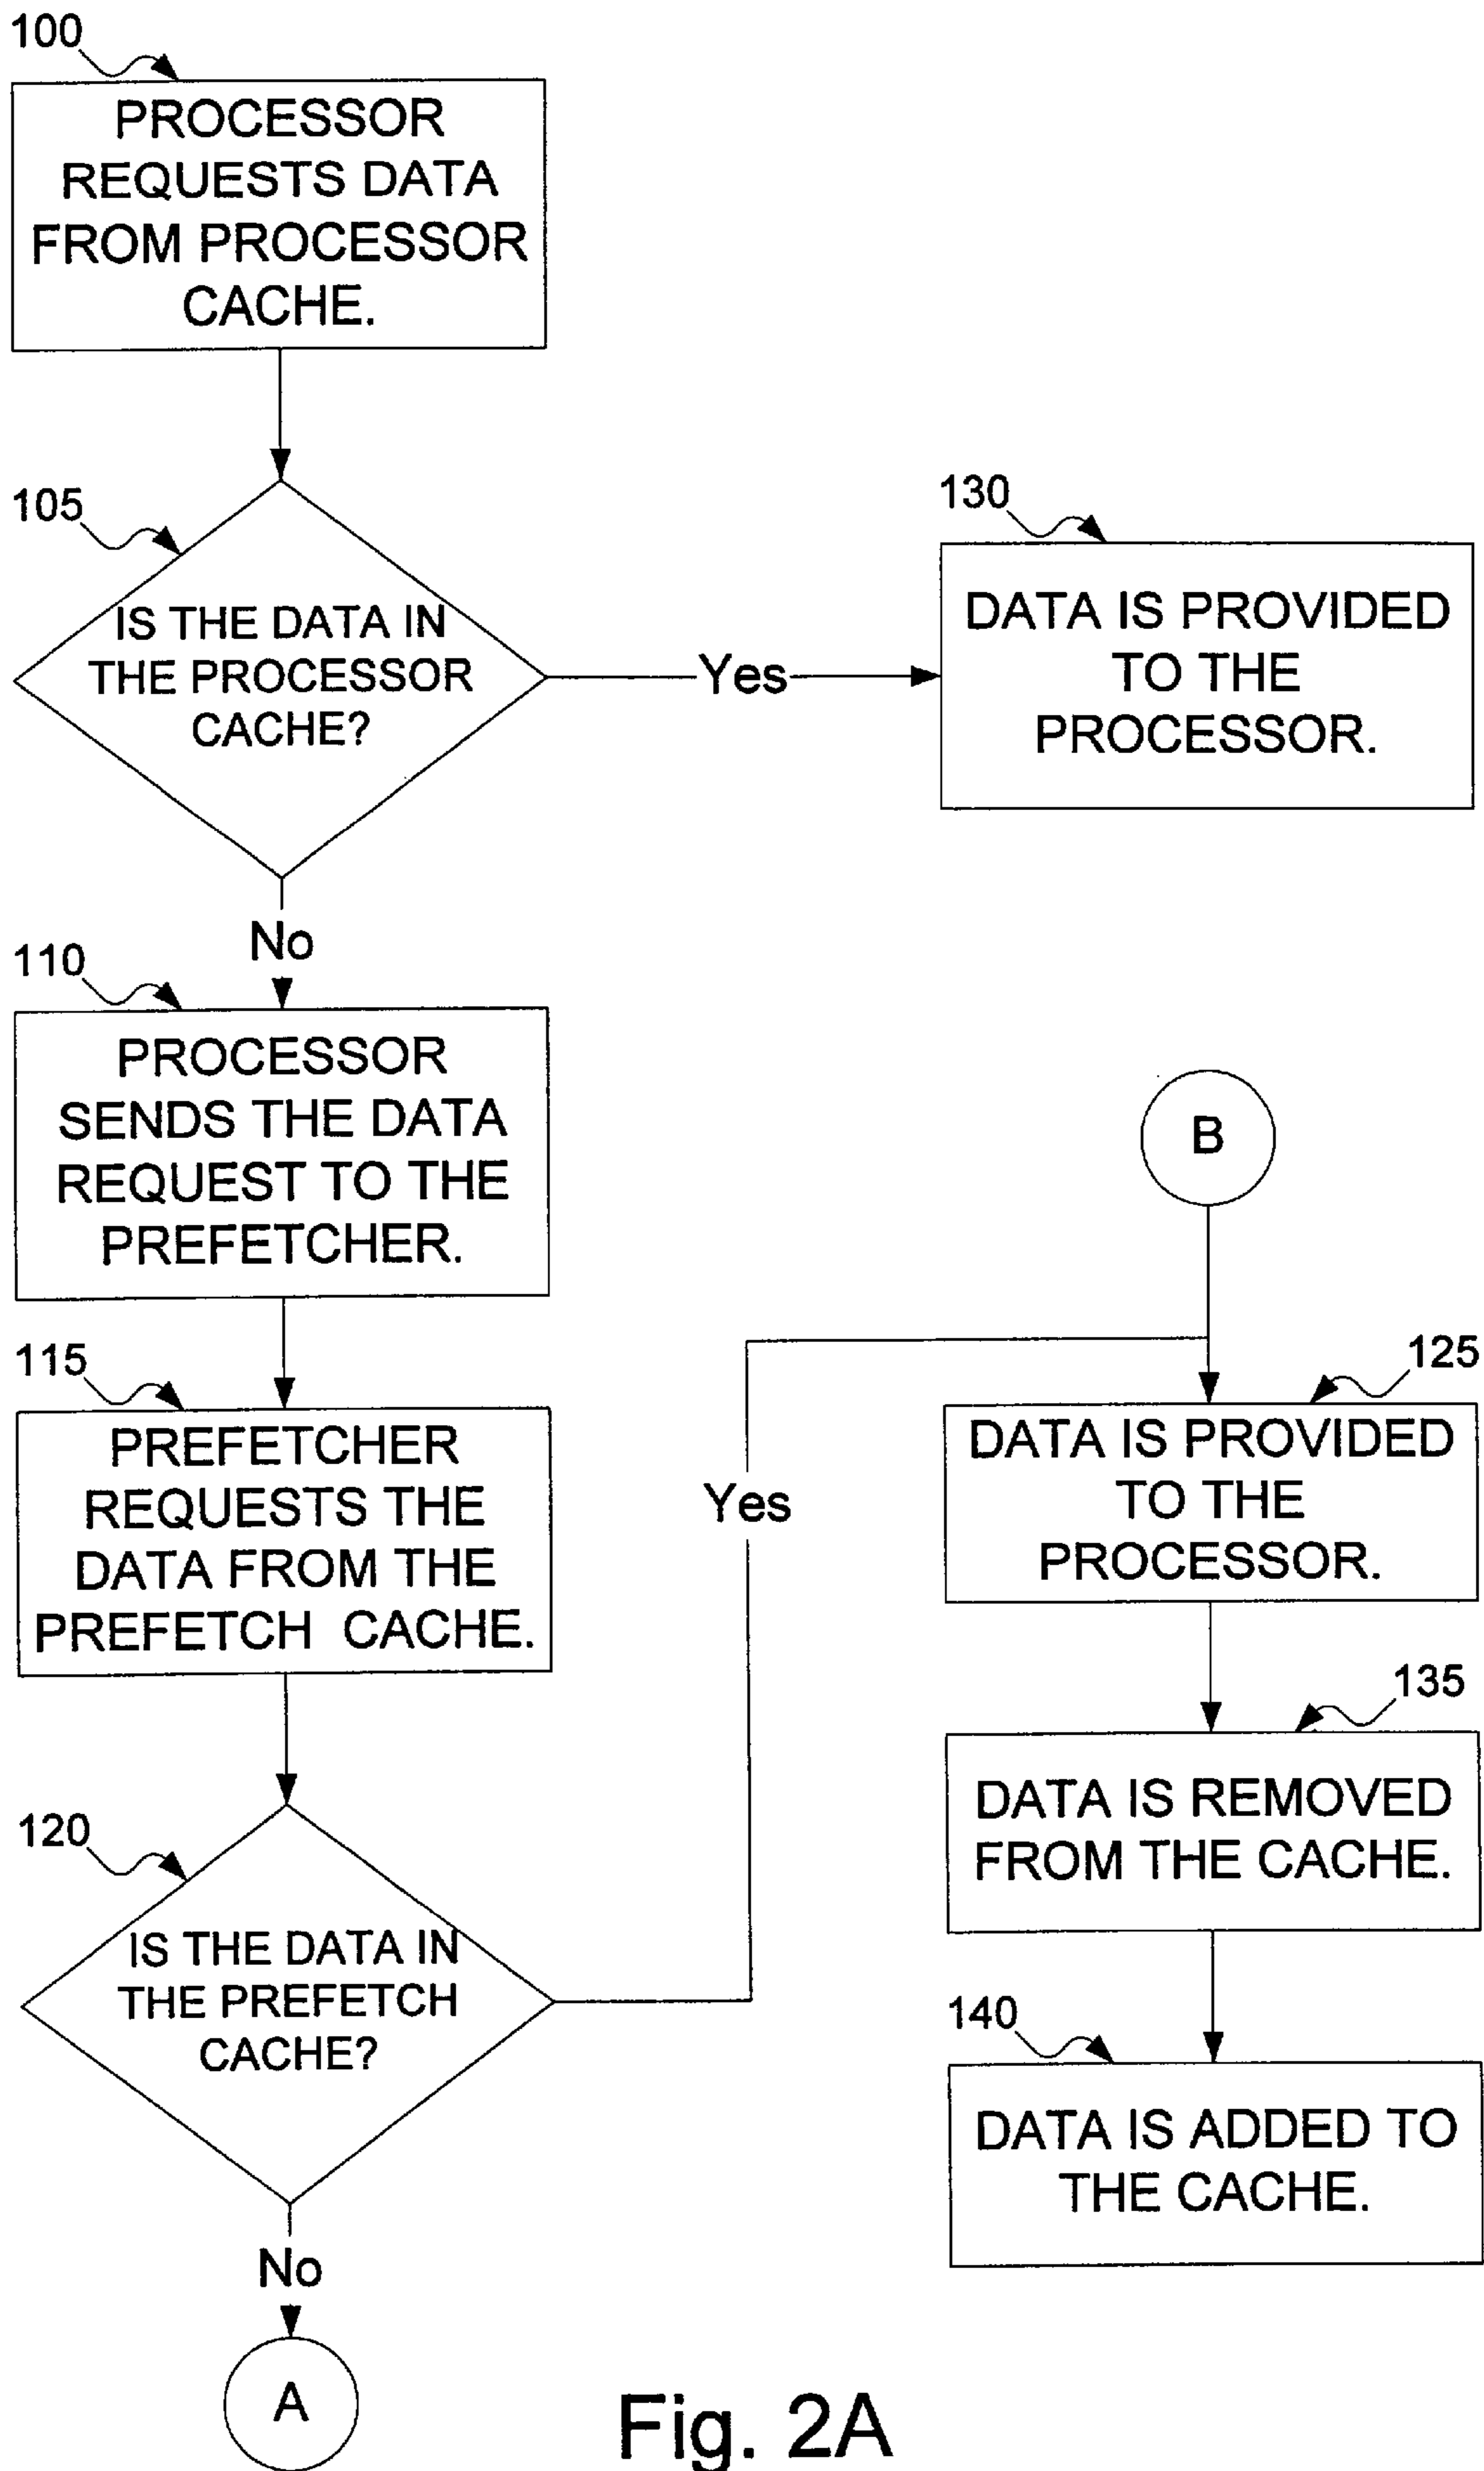 100
PROCESSOR
REQUESTS DATA
FROM PROCESSOR
CACHE.
105
IS THE DATA IN
THE PROCESSOR
CACHE?
Yes
130
DATA IS PROVIDED
TO THE
PROCESSOR.
No
110
PROCESSOR
SENDS THE DATA
REQUEST TO THE
PREFETCHER.
115
PREFETCHER
REQUESTS THE
DATA FROM THE
PREFETCH CACHE.
120
IS THE DATA IN
THE PREFETCH
CACHE?
Yes
No
A
B
125
DATA IS PROVIDED
TO THE
PROCESSOR.
135
DATA IS REMOVED
FROM THE CACHE.
140
DATA IS ADDED TO
THE CACHE.
Fig. 2A